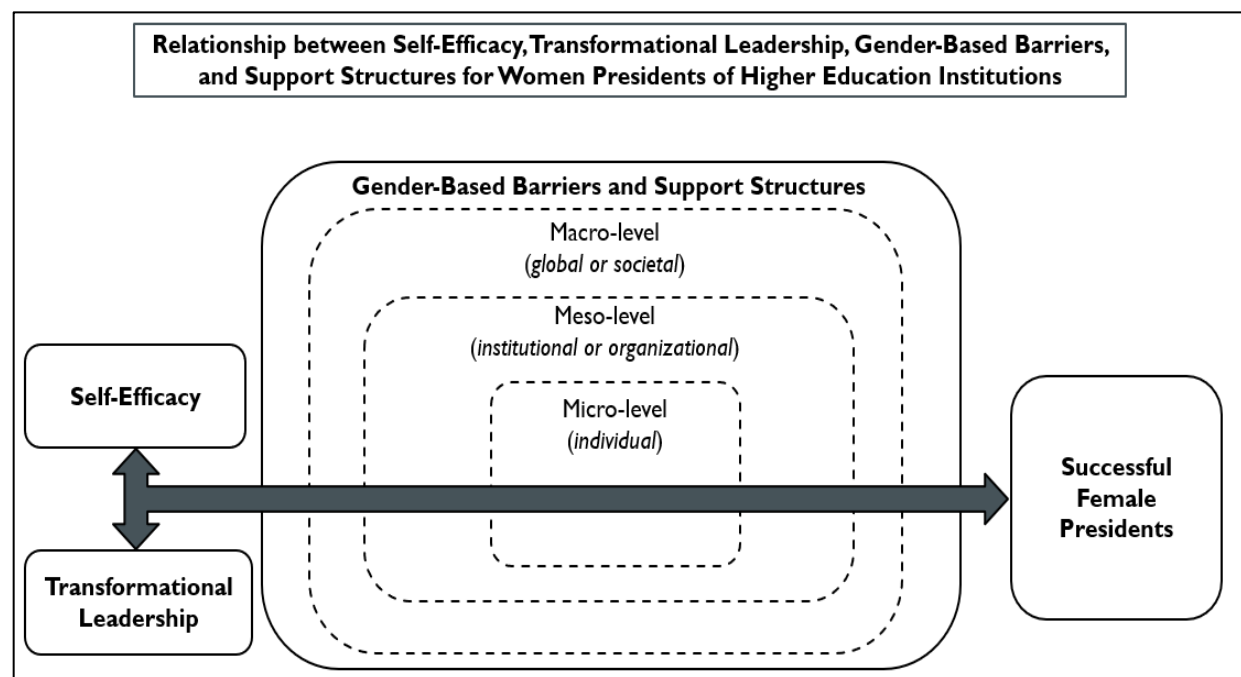 Relationship between Self-Efficacy, Transformational Leadership, Gender-Based Barriers,
and Support Structures for Women Presidents of Higher Education Institutions
Gender-Based Barriers and Support Structures
Macro-level
(global or societal)
Meso-level
(institutional or organizational)
Micro-level
(individual)
Self-Efficacy
Transformational
Leadership
Successful
Female
Presidents